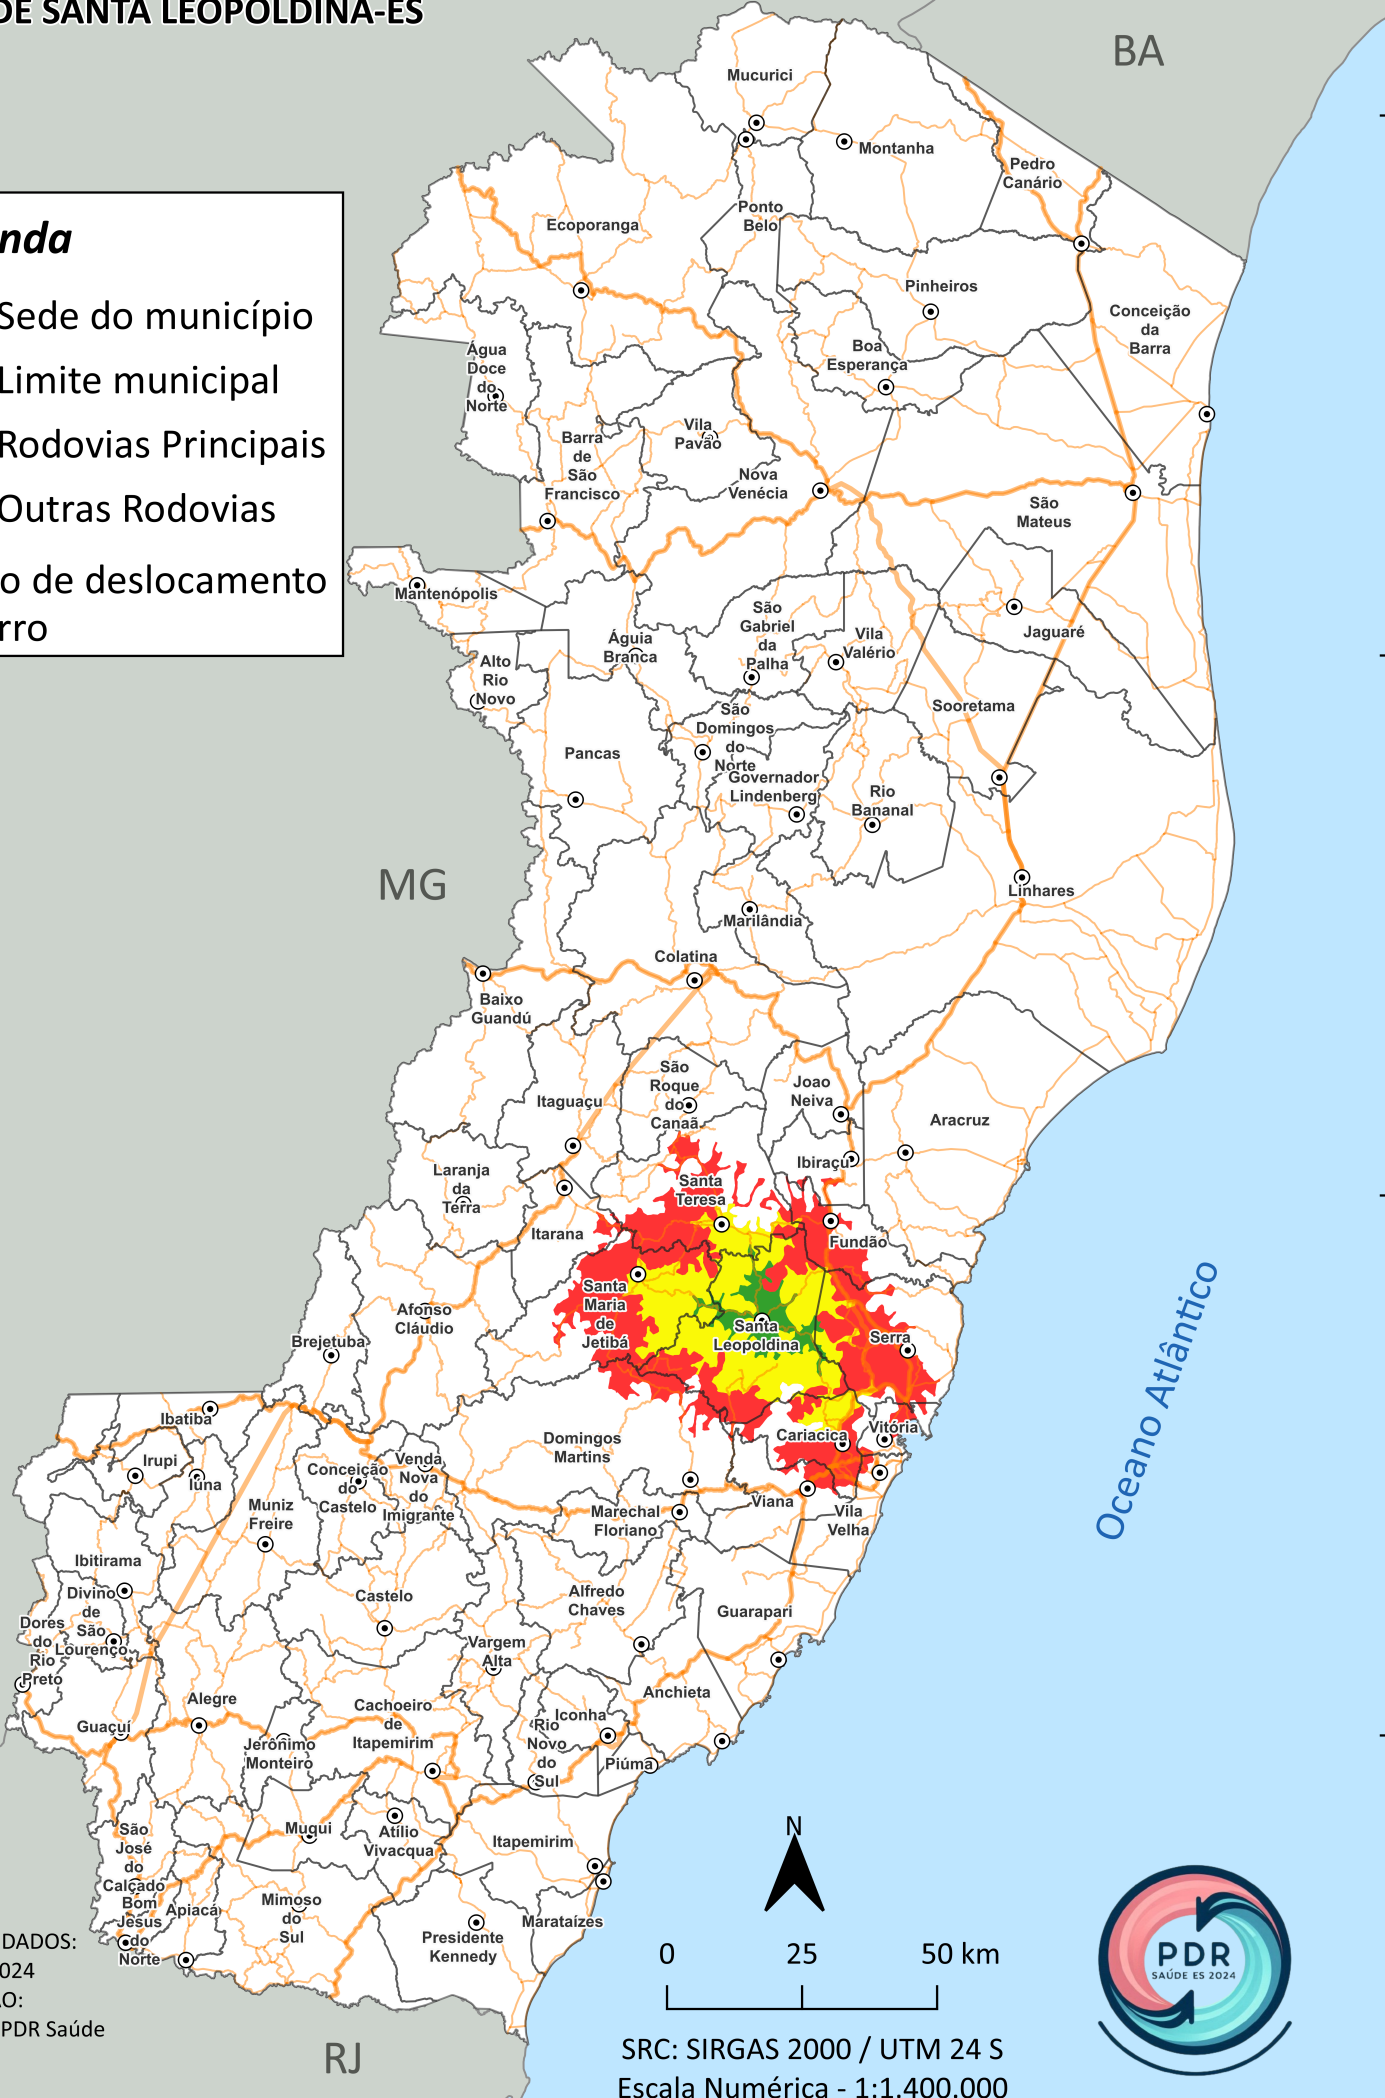 DE SANTA LEOPOLDINA-ES
BA
nda
Sede do município
Limite municipal
Rodovias Principais
Outras Rodovias
o de deslocamento
rro
Mucurici
Montanha
Pedro
Canário
Ponto
Belo
Ecoporanga
Pinheiros
Conceição
da
Barra
Boa
Esperança
Água
Doce
do
Norte
Vila
Pavão
Barra
de
São
Francisco
Nova
Venécia
São
Mateus
Mantenópolis
Jaguaré
São
Gabriel
da
Palha
Vila
Valério
Águia
Branca
Alto
Rio
Novo
Sooretama
São
Domingos
do
Norte
Pancas
Governador
Lindenberg
Rio
Bananal
MG
Linhares
Marilândia
Colatina
Baixo
Guandú
São
Roque
do
Canaã
Joao
Neiva
Itaguaçu
Aracruz
Ibiraçu
Laranja
da
Terra
Santa
Teresa
Itarana
Fundão
Santa
Maria
de
Jetibá
Afonso
Cláudio
Santa
Leopoldina
Serra
Brejetuba
Oceano Atlântico
Ibatiba
Cariacica
Vitória
Domingos
Martins
Irupi
Iúna
Conceição
do
Castelo
Venda
Nova
do
Imigrante
Muniz
Freire
Viana
Marechal
Floriano
Vila
Velha
Ibitirama
Divino
de
São
Lourenço
Castelo
Alfredo
Chaves
Guarapari
Dores
do
Rio
Preto
Vargem
Alta
Anchieta
Alegre
Cachoeiro
de
Itapemirim
Iconha
Guaçuí
Rio
Novo
do
Sul
Jerônimo
Monteiro
Piúma
São
José
do
Calçado
Muqui
Atílio
Vivacqua
Itapemirim
Bom
Jesus
do
Norte
Apiacá
Mimoso
do
Sul
Marataízes
Presidente
Kennedy
DADOS:
024
ÃO:
PDR Saúde
RJ
N
0 25 50 km
SRC: SIRGAS 2000 / UTM 24 S
Escala Numérica - 1:1.400.000
PDR
SAÚDE ES 2024